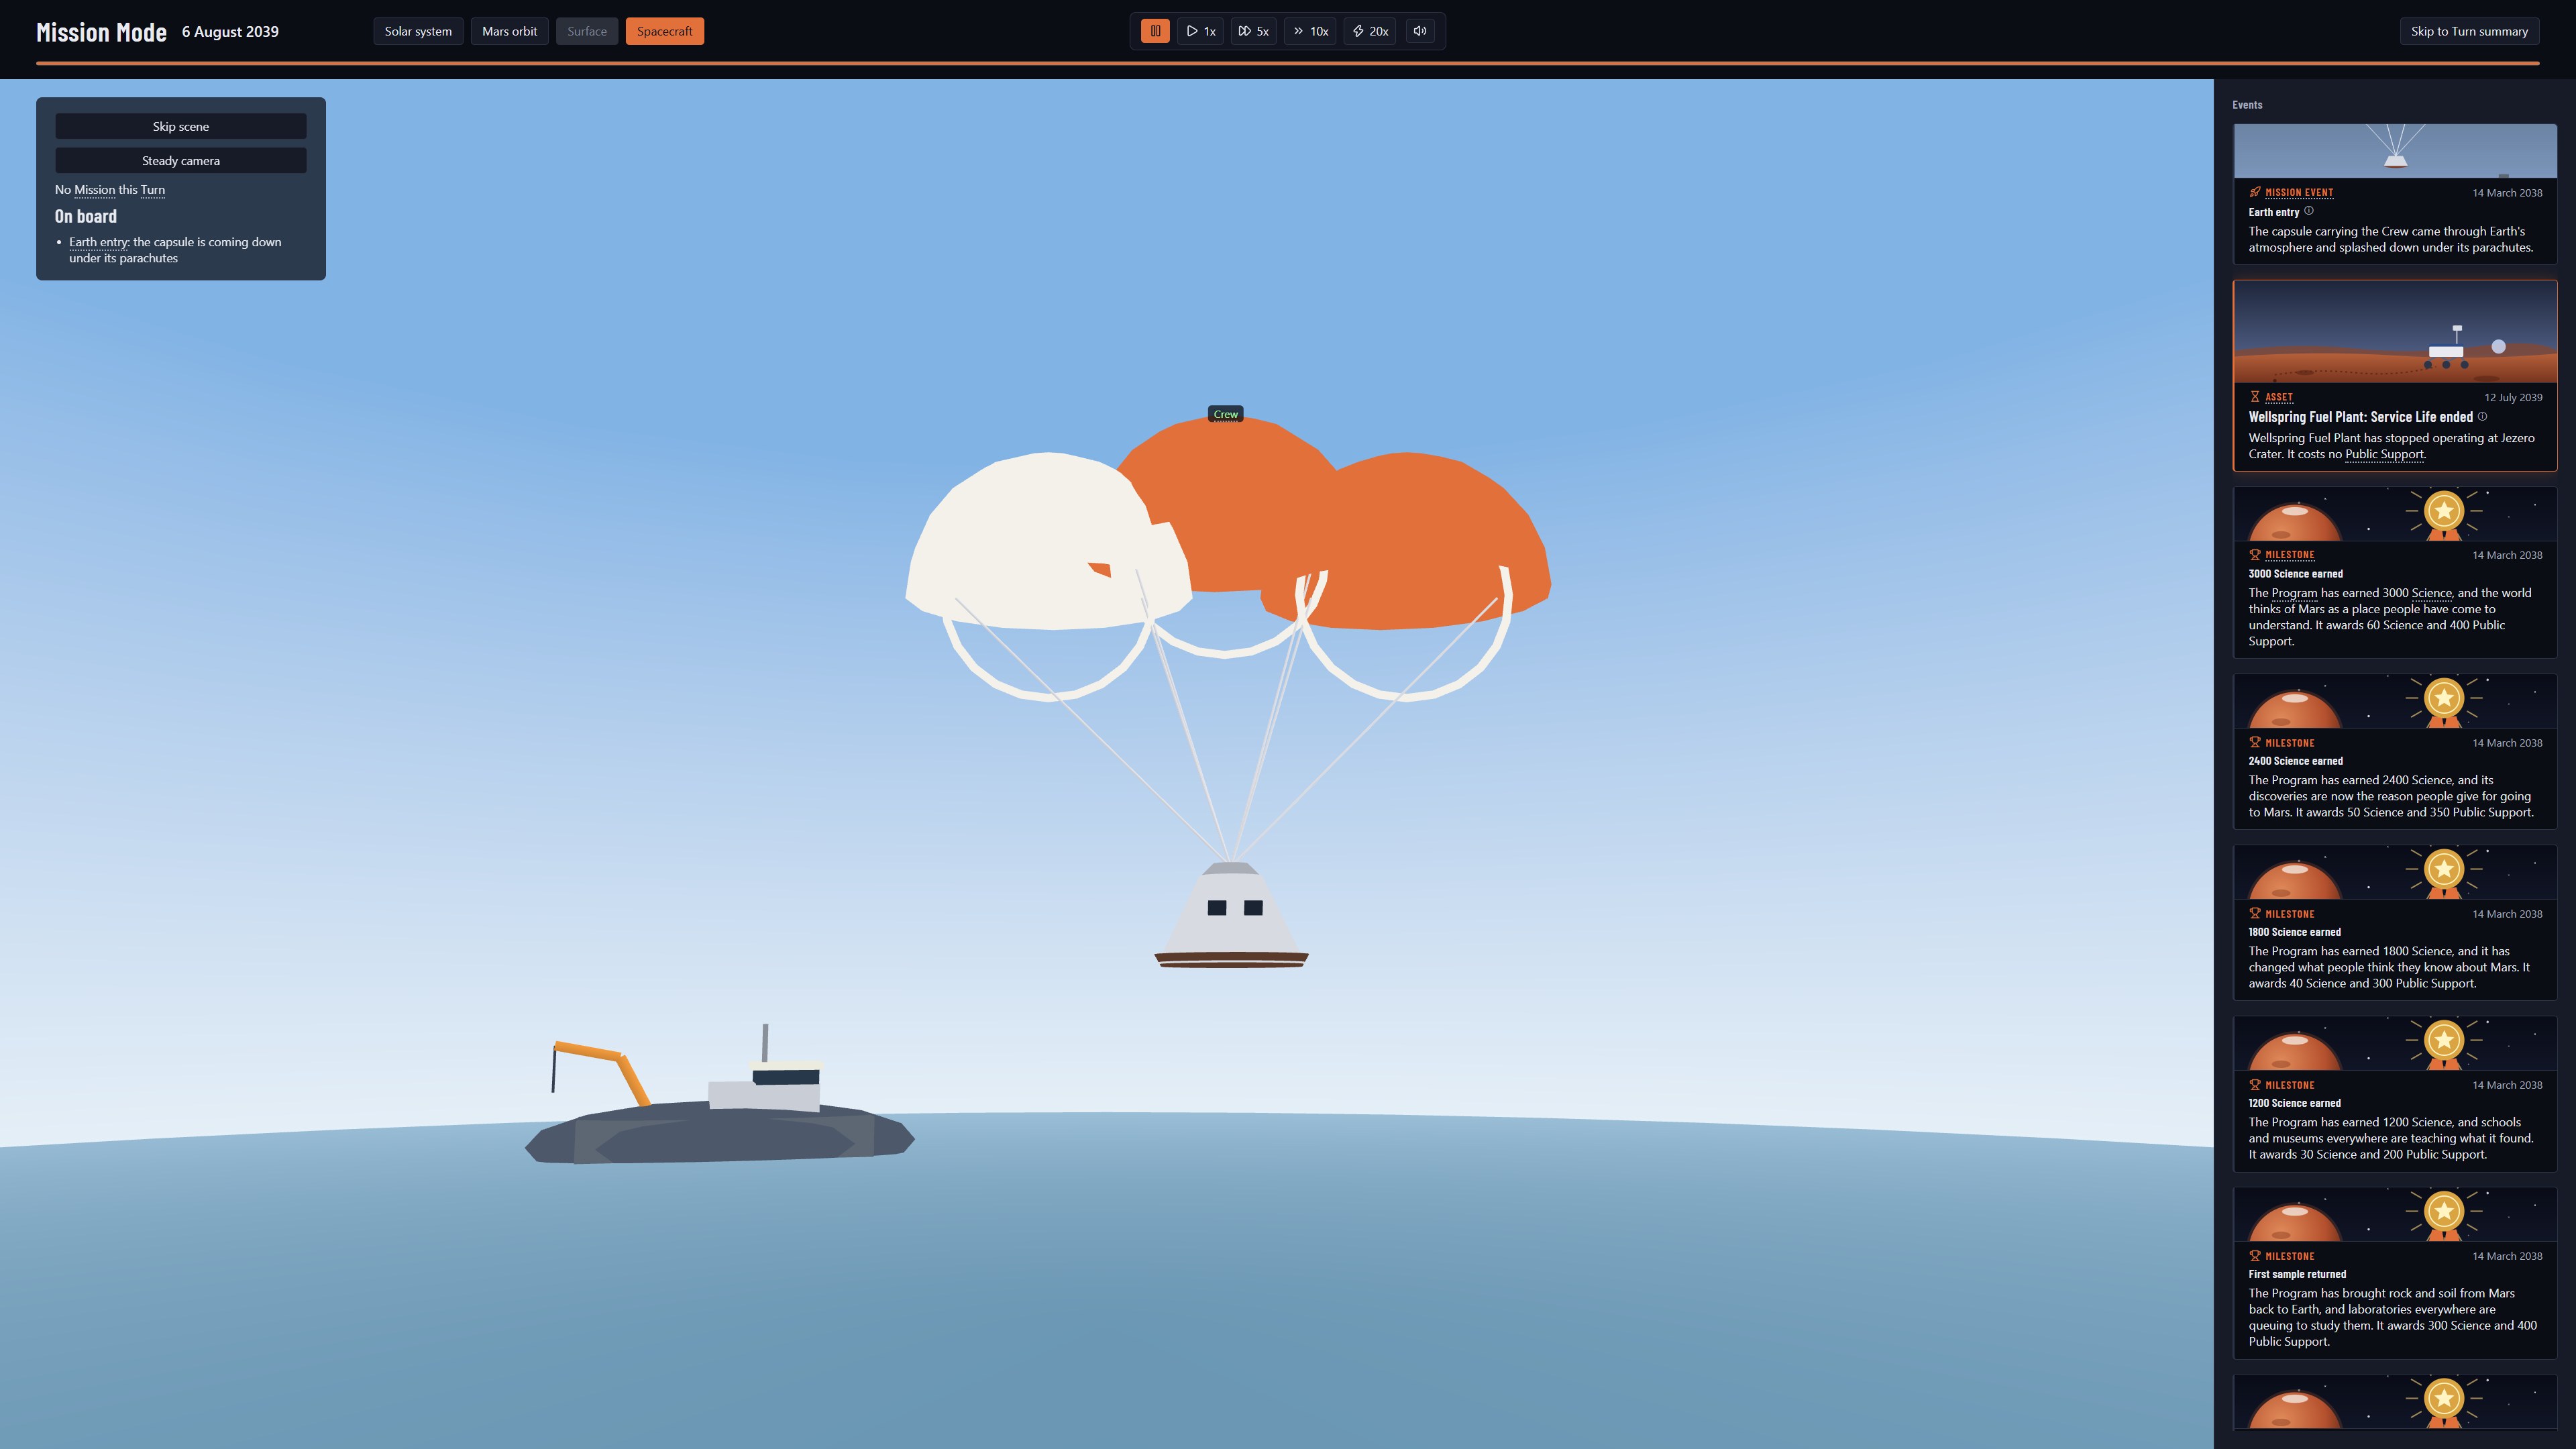 Mission Mode
6 August 2039
Solar system
Mars orbit
Surface
Spacecraft
1x
5x
10x
20x
Skip to Turn summary
Skip scene
Steady camera
No Mission this Turn
On board
• Earth entry: the capsule is coming down
under its parachutes
Crew
Events
MISSION EVENT
14 March 2038
Earth entry
The capsule carrying the Crew came through Earth's
atmosphere and splashed down under its parachutes.
ASSET
12 July 2039
Wellspring Fuel Plant: Service Life ended
Wellspring Fuel Plant has stopped operating at Jezero
Crater. It costs no Public Support.
MILESTONE
14 March 2038
3000 Science earned
The Program has earned 3000 Science, and the world
thinks of Mars as a place people have come to
understand. It awards 60 Science and 400 Public
Support.
MILESTONE
14 March 2038
2400 Science earned
The Program has earned 2400 Science, and its
discoveries are now the reason people give for going
to Mars. It awards 50 Science and 350 Public Support.
MILESTONE
14 March 2038
1800 Science earned
The Program has earned 1800 Science, and it has
changed what people think they know about Mars. It
awards 40 Science and 300 Public Support.
MILESTONE
14 March 2038
1200 Science earned
The Program has earned 1200 Science, and schools
and museums everywhere are teaching what it found.
It awards 30 Science and 200 Public Support.
MILESTONE
14 March 2038
First sample returned
The Program has brought rock and soil from Mars
back to Earth, and laboratories everywhere are
queuing to study them. It awards 300 Science and 400
Public Support.